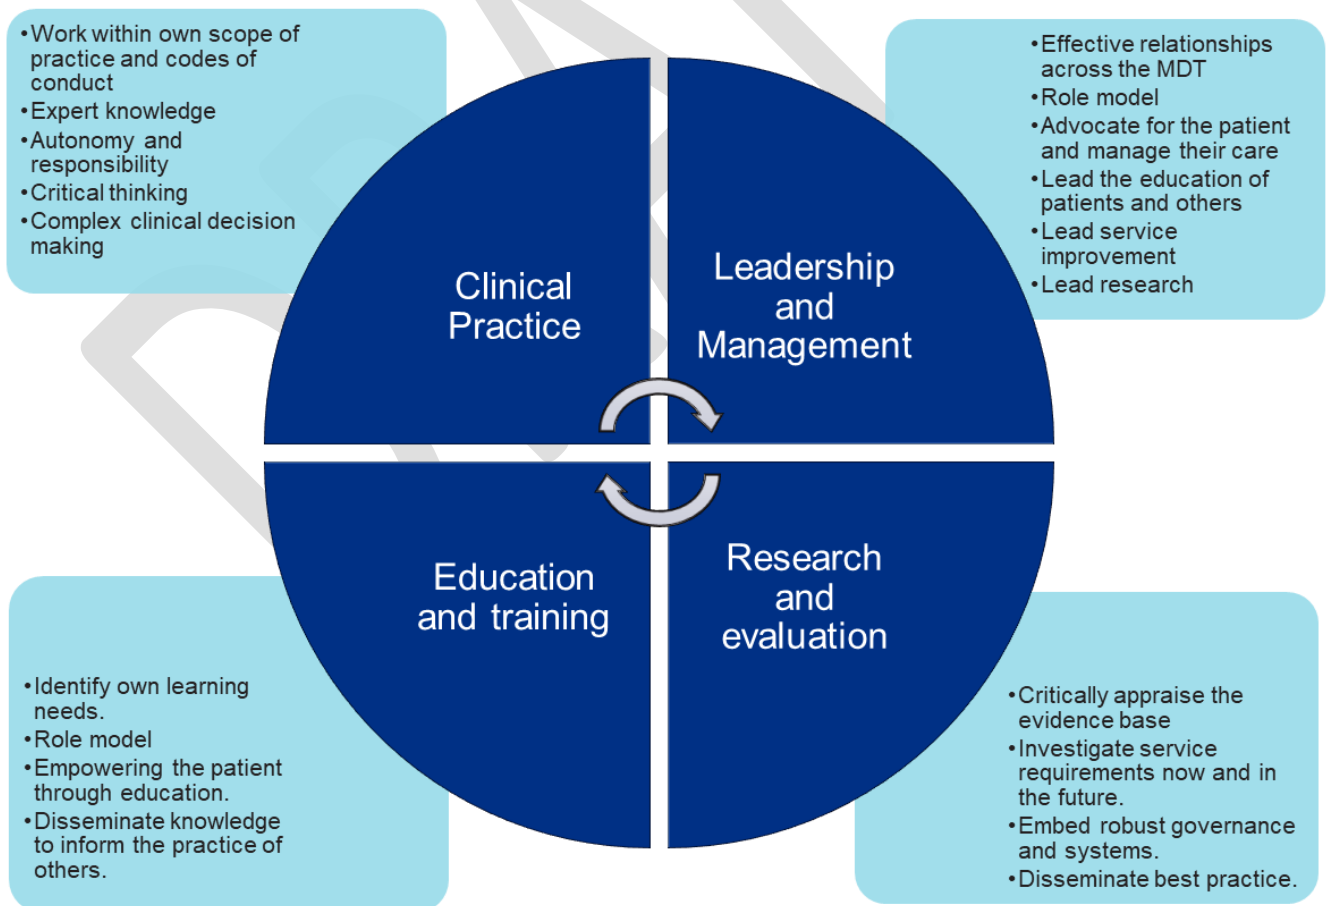 •Work within own scope of
practice and codes of
conduct
•Expert knowledge
•Autonomy and
responsibility
•Critical thinking
•Complex clinical decision
making
•Effective relationships
across the MDT
•Role model
•Advocate for the patient
and manage their care
•Lead the education of
patients and others
•Lead service
improvement
•Lead research
Clinical
Practice
Leadership
and
Management
Education
and training
Research
and
evaluation
•Identify own learning
needs.
•Role model
•Empowering the patient
through education.
•Disseminate knowledge
to inform the practice of
others.
•Critically appraise the
evidence base
•Investigate service
requirements now and in
the future.
•Embed robust governance
and systems.
•Disseminate best practice.